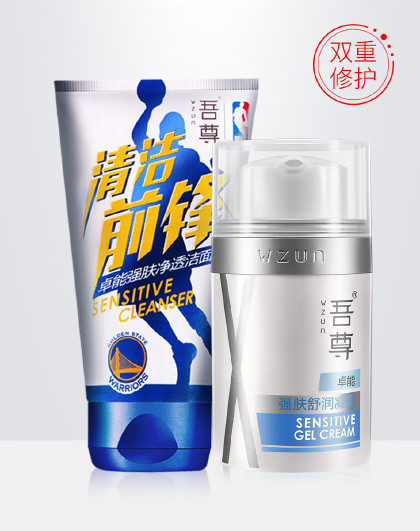 双重
修护
吾尊
wzun
清洁
前锋
卓能强肤净透洁面
SENSITIVE
CLEANSER
GOLDEN STATE
WARRIORS
wzun
吾尊®
wzun
卓能
强肤舒润凝
SENSITIVE
GEL CREAM